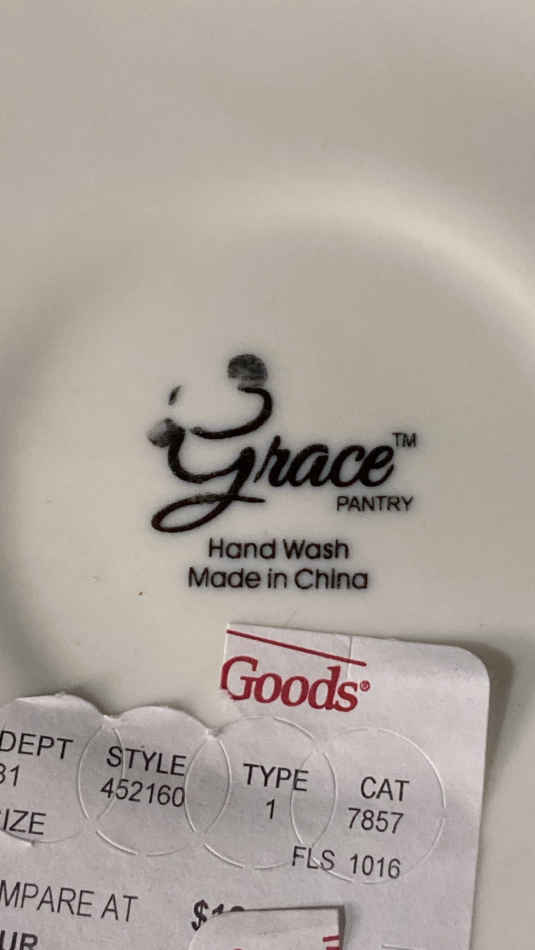 Grace™
PANTRY
Hand Wash
Made in China
Goods®
DEPT STYLE TYPE CAT
31 452160 1 7857
IZE
FLS 1016
MPARE AT
UR